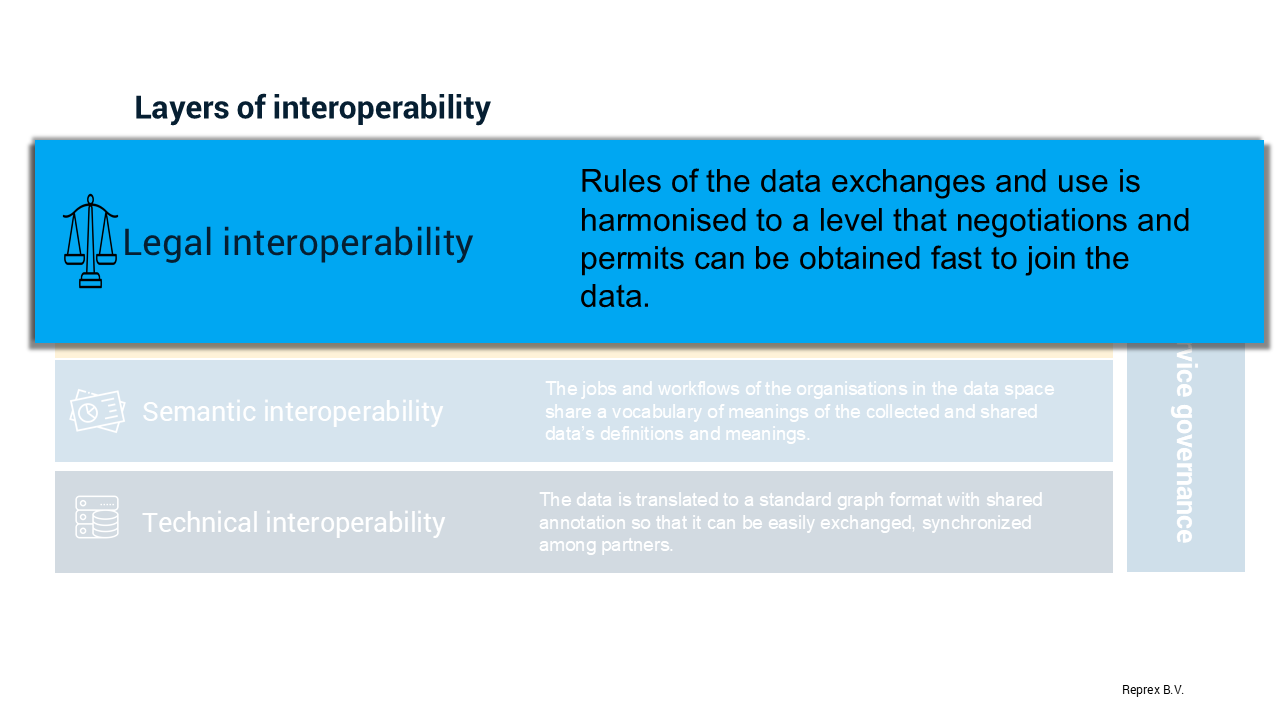 Layers of interoperability
Legal interoperability
Rules of the data exchanges and use is
harmonised to a level that negotiations and
permits can be obtained fast to join the
data.
Semantic interoperability
The jobs and workflows of the organisations in the data space
share a vocabulary of meanings of the collected and shared
data's definitions and meanings.
Technical interoperability
The data is translated to a standard graph format with shared
annotation so that it can be easily exchanged, synchronized
among partners.
governance
Reprex B.V.